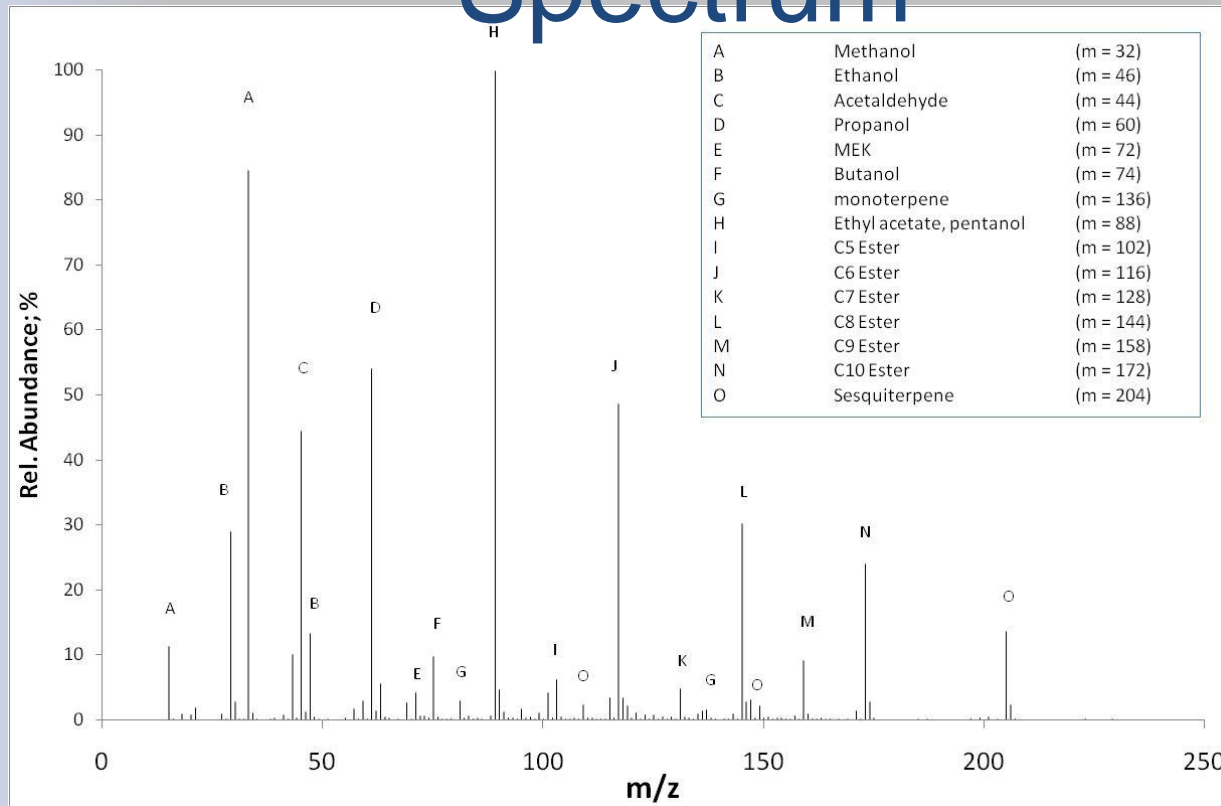 Spectrum
H
A
D
C
J
B
L
N
A
B
F
E
G
I
O
K
G
O
M
O
A Methanol (m = 32)
B Ethanol (m = 46)
C Acetaldehyde (m = 44)
D Propanol (m = 60)
E MEK (m = 72)
F Butanol (m = 74)
G monoterpene (m = 136)
H Ethyl acetate, pentanol (m = 88)
I C5 Ester (m = 102)
J C6 Ester (m = 116)
K C7 Ester (m = 128)
L C8 Ester (m = 144)
M C9 Ester (m = 158)
N C10 Ester (m = 172)
O Sesquiterpene (m = 204)
Rel. Abundance; %
100
90
80
70
60
50
40
30
20
10
0
0 50 100 150 200 250
m/z